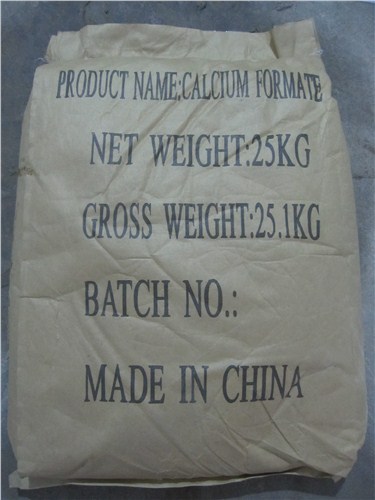 PRODUCT NAME:CALCIUM FORMATE
NET WEIGHT:25KG
GROSS WEIGHT:25.1KG
BATCH NO.:
MADE IN CHINA